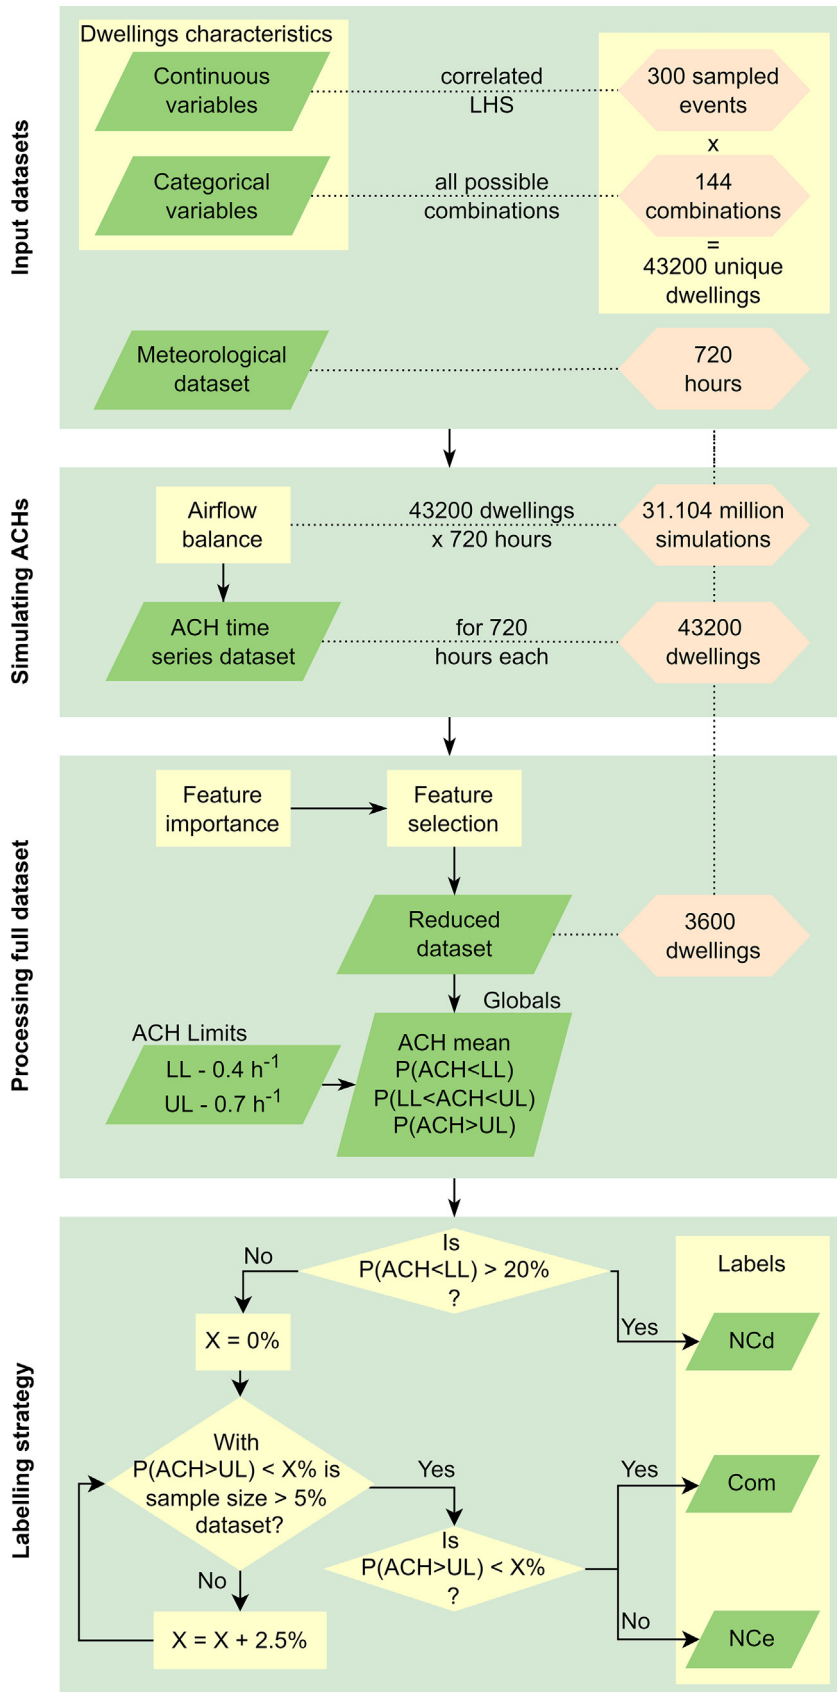 Input datasets
Dwellings characteristics
Continuous
variables
correlated
LHS
300 sampled
events
x
Categorical
variables
all possible
combinations
144
combinations
=
43200 unique
dwellings
Meteorological
dataset
720
hours
Simulating ACHs
Airflow
balance
43200 dwellings
x 720 hours
31.104 million
simulations
ACH time
series dataset
for 720
hours each
43200
dwellings
Processing full dataset
Feature
importance
Feature
selection
Reduced
dataset
3600
dwellings
Globals
ACH Limits
LL - 0.4 h⁻¹
UL - 0.7 h⁻¹
ACH mean
P(ACH<LL)
P(LL<ACH<UL)
P(ACH>UL)
Labelling strategy
Is
P(ACH<LL) > 20%
?
No
Yes
Labels
NCd
X = 0%
With
P(ACH>UL) < X% is
sample size > 5%
dataset?
Yes
No
X = X + 2.5%
Is
P(ACH>UL) < X%
?
Yes
Com
No
NCe